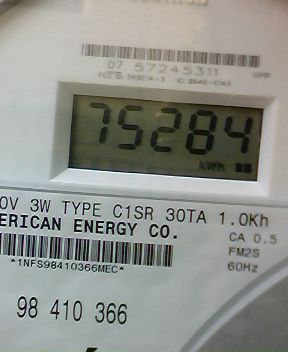 07 57245311
75284
kWh
0V 3W TYPE C1SR 30TA 1.0Kh
ERICAN ENERGY CO. CA 0.5
FM2S
*1NFS98410366MEC* 60Hz
98 410 366